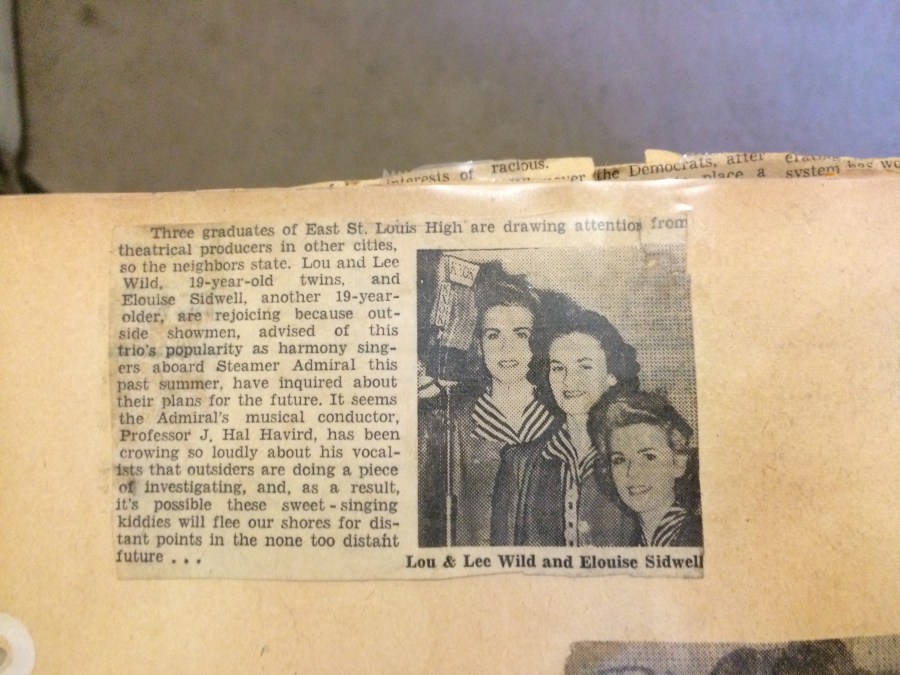 racious.
interests of
the Democrats, after
place a system
Three graduates of East St. Louis High are drawing attention from
theatrical producers in other cities,
so the neighbors state. Lou and Lee
Wild, 19-year-old twins, and
Elouise Sidwell, another 19-year-
older, are rejoicing because out-
side showmen, advised of this
trio's popularity as harmony sing-
ers aboard Steamer Admiral this
past summer, have inquired about
their plans for the future. It seems
the Admiral's musical conductor,
Professor J. Hal Havird, has been
crowing so loudly about his vocal-
ists that outsiders are doing a piece
of investigating, and, as a result,
it's possible these sweet-singing
kiddies will flee our shores for dis-
tant points in the none too distant
future . . .
Lou & Lee Wild and Elouise Sidwell